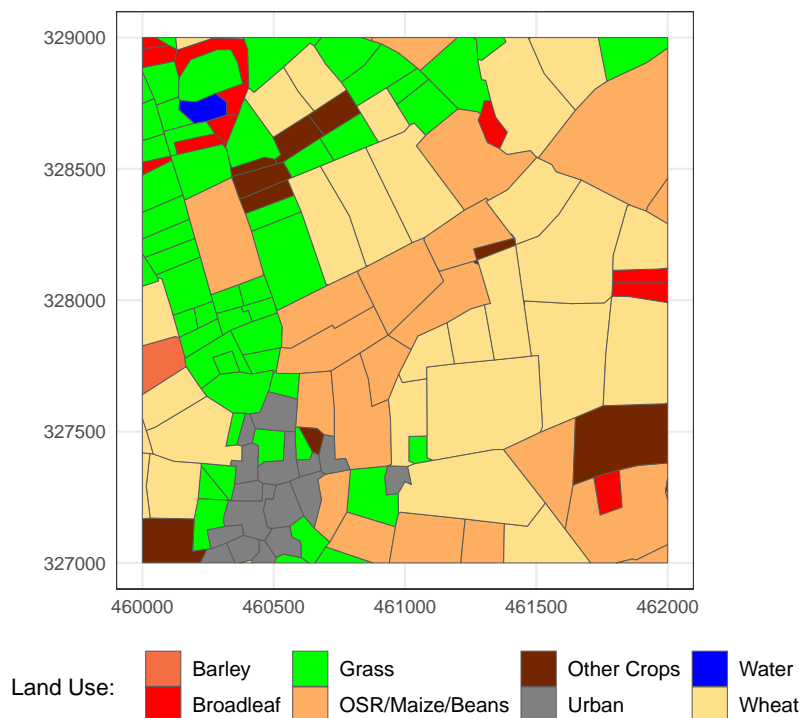 329000
328500
328000
327500
327000
460000 460500 461000 461500 462000
Land Use:
Barley Grass Other Crops Water
Broadleaf OSR/Maize/Beans Urban Wheat